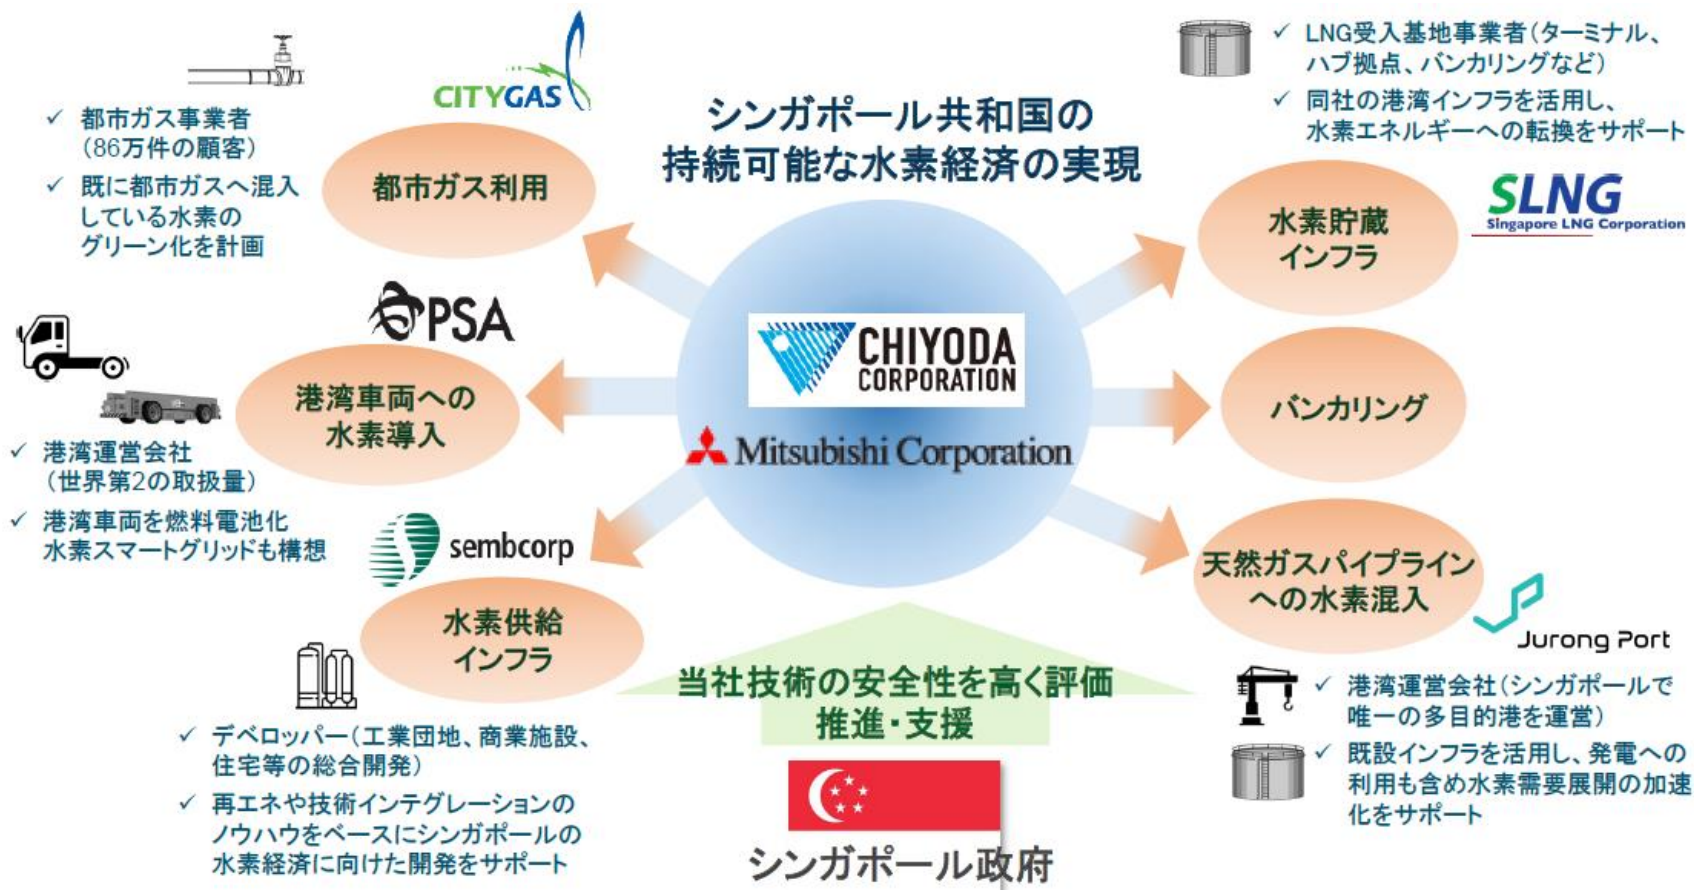 シンガポール共和国の
持続可能な水素経済の実現
CITYGAS
都市ガス利用
✓ 都市ガス事業者
(86万件の顧客)
✓ 既に都市ガスへ混入
している水素の
グリーン化を計画
PSA
港湾車両への
水素導入
✓ 港湾運営会社
(世界第2の取扱量)
✓ 港湾車両を燃料電池化
水素スマートグリッドも構想
sembcorp
水素供給
インフラ
✓ デベロッパー(工業団地、商業施設、
住宅等の総合開発)
✓ 再エネや技術インテグレーションの
ノウハウをベースにシンガポールの
水素経済に向けた開発をサポート
CHIYODA
CORPORATION
Mitsubishi Corporation
当社技術の安全性を高く評価
推進・支援
シンガポール政府
✓ LNG受入基地事業者(ターミナル、
ハブ拠点、バンカリングなど)
✓ 同社の港湾インフラを活用し、
水素エネルギーへの転換をサポート
水素貯蔵
インフラ
SLNG
Singapore LNG Corporation
バンカリング
天然ガスパイプライン
への水素混入
Jurong Port
✓ 港湾運営会社(シンガポールで
唯一の多目的港を運営)
✓ 既設インフラを活用し、発電への
利用も含め水素需要展開の加速
化をサポート